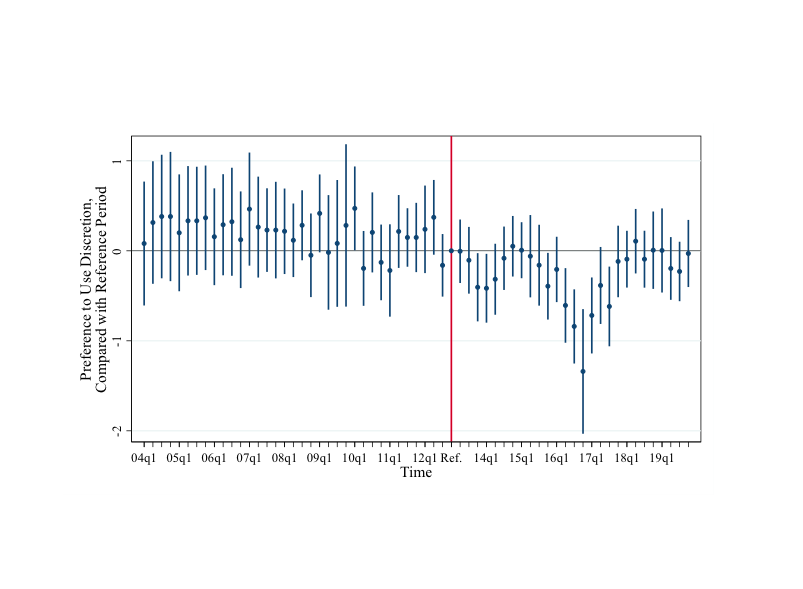 Preference to Use Discretion,
Compared with Reference Period
1
0
-1
-2
04q1 05q1 06q1 07q1 08q1 09q1 10q1 11q1 12q1 Ref. 14q1 15q1 16q1 17q1 18q1 19q1
Time